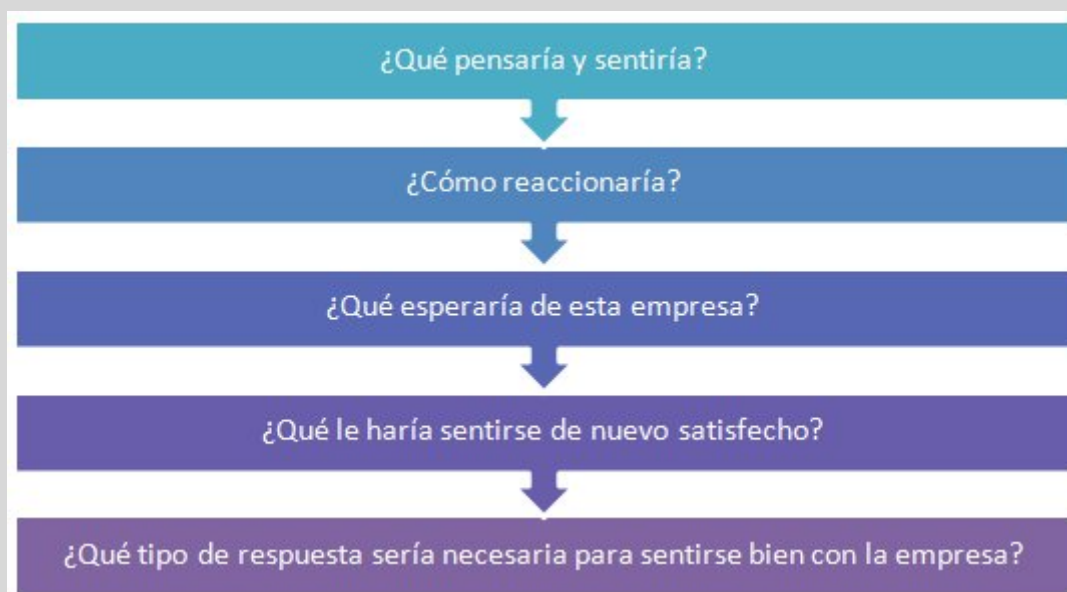 ¿Qué pensaría y sentiría?
¿Cómo reaccionaría?
¿Qué esperaría de esta empresa?
¿Qué le haría sentirse de nuevo satisfecho?
¿Qué tipo de respuesta sería necesaria para sentirse bien con la empresa?